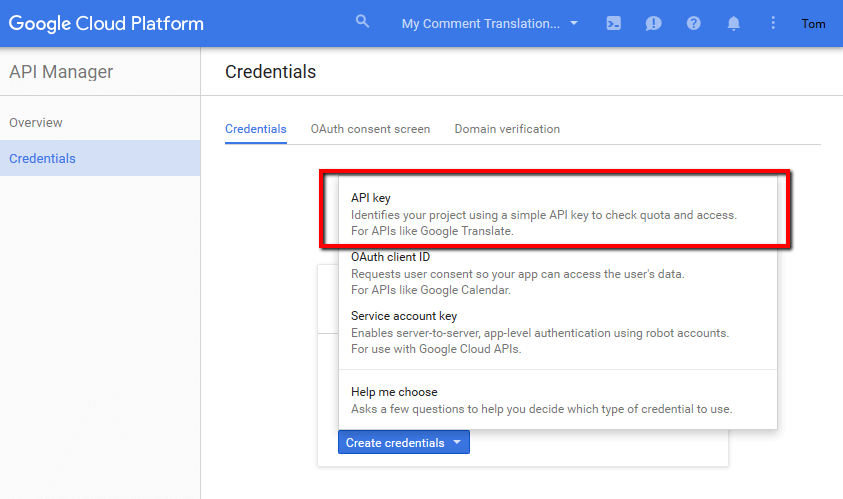 Google Cloud Platform
My Comment Translation...
Tom
API Manager
Credentials
Overview
Credentials
Credentials
OAuth consent screen
Domain verification
API key
Identifies your project using a simple API key to check quota and access.
For APIs like Google Translate.
OAuth client ID
Requests user consent so your app can access the user's data.
For APIs like Google Calendar.
Service account key
Enables server-to-server, app-level authentication using robot accounts.
For use with Google Cloud APIs.
Help me choose
Asks a few questions to help you decide which type of credential to use.
Create credentials